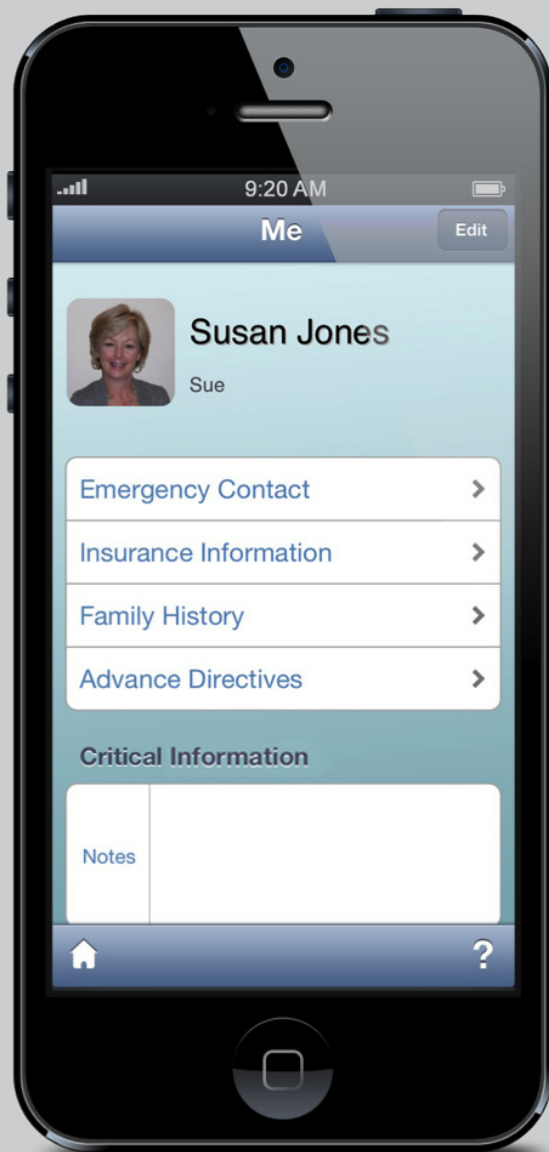 9:20 AM
Me
Edit
Susan Jones
Sue
Emergency Contact
Insurance Information
Family History
Advance Directives
Critical Information
Notes
?